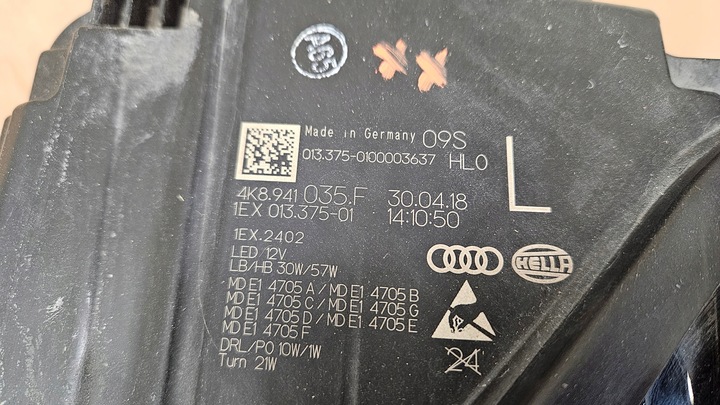 AG5
Made in Germany 09S
013.375-0100003637 HL0
L
4K8.941 035.F 30.04.18
1EX 013.375-01 14:10:50
1EX.2402
LED 12V
LB/HB 30W/57W
HELLA
MD E1 4705 A / MD E1 4705 B
MD E1 4705 C / MD E1 4705 G
MD E1 4705 D / MD E1 4705 E
MD E1 4705 F
DRL/PO 10W/1W
Turn 21W
24